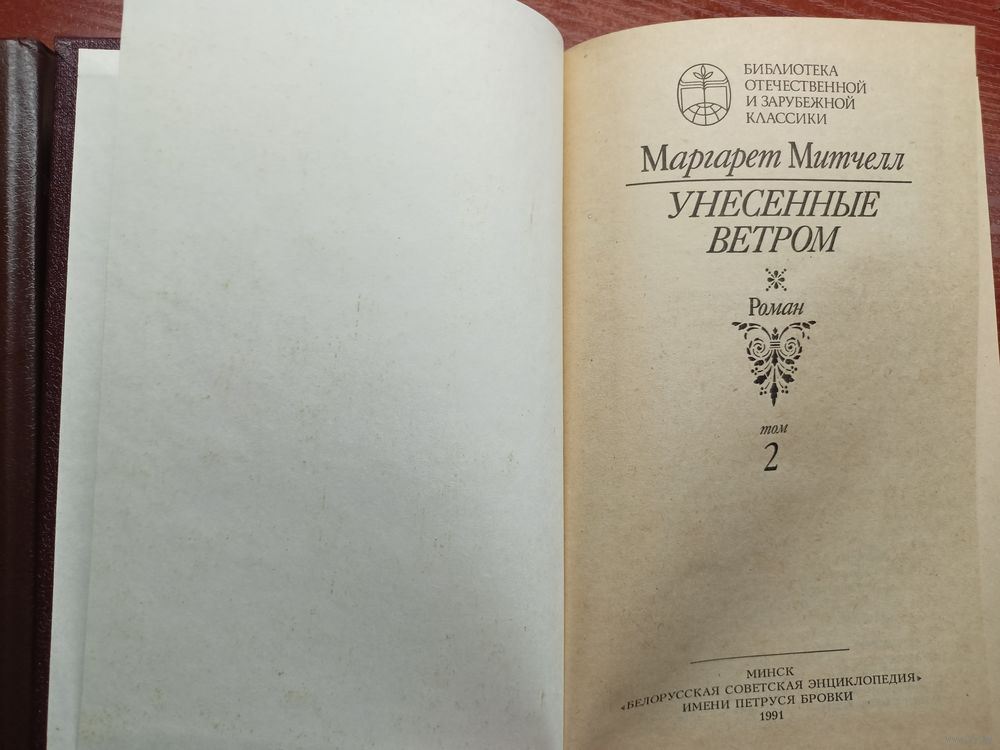 БИБЛИОТЕКА
ОТЕЧЕСТВЕННОЙ
И ЗАРУБЕЖНОЙ
КЛАССИКИ
Маргарет Митчелл
УНЕСЕННЫЕ
ВЕТРОМ
Роман
том
2
МИНСК
«БЕЛОРУССКАЯ СОВЕТСКАЯ ЭНЦИКЛОПЕДИЯ»
ИМЕНИ ПЕТРУСЯ БРОВКИ
1991